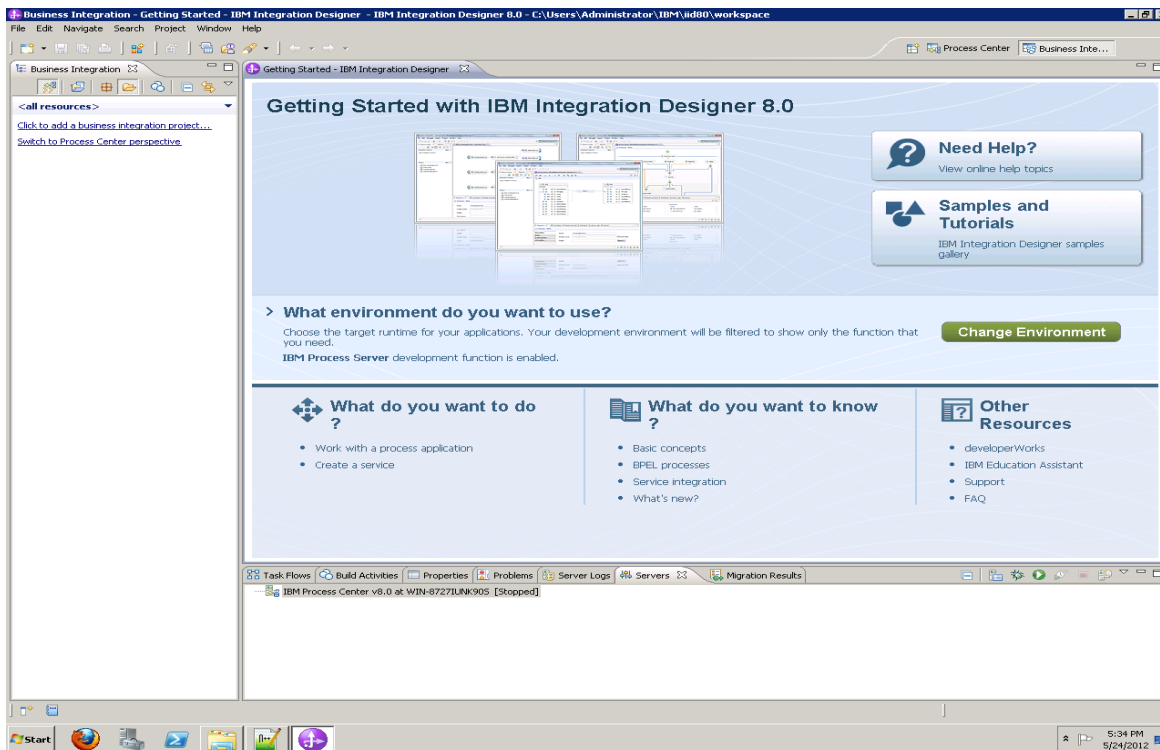 Business Integration - Getting Started - IBM Integration Designer - IBM Integration Designer 8.0 - C:\Users\Administrator\IBM\iid80\workspace
File Edit Navigate Search Project Window Help
Process Center
Business Inte...
Business Integration
Getting Started - IBM Integration Designer
<all resources>
Click to add a business integration project...
Switch to Process Center perspective
Getting Started with IBM Integration Designer 8.0
Need Help?
View online help topics
Samples and
Tutorials
IBM Integration Designer samples
gallery
What environment do you want to use?
Choose the target runtime for your applications. Your development environment will be filtered to show only the function that
you need.
IBM Process Server development function is enabled.
Change Environment
What do you want to do
?
• Work with a process application
• Create a service
What do you want to know
?
• Basic concepts
• BPEL processes
• Service integration
• What's new?
Other
Resources
• developerWorks
• IBM Education Assistant
• Support
• FAQ
Task Flows Build Activities Properties Problems Server Logs Servers Migration Results
IBM Process Center v8.0 at WIN-8727IUNK90S [Stopped]
Start
5:34 PM
5/24/2012